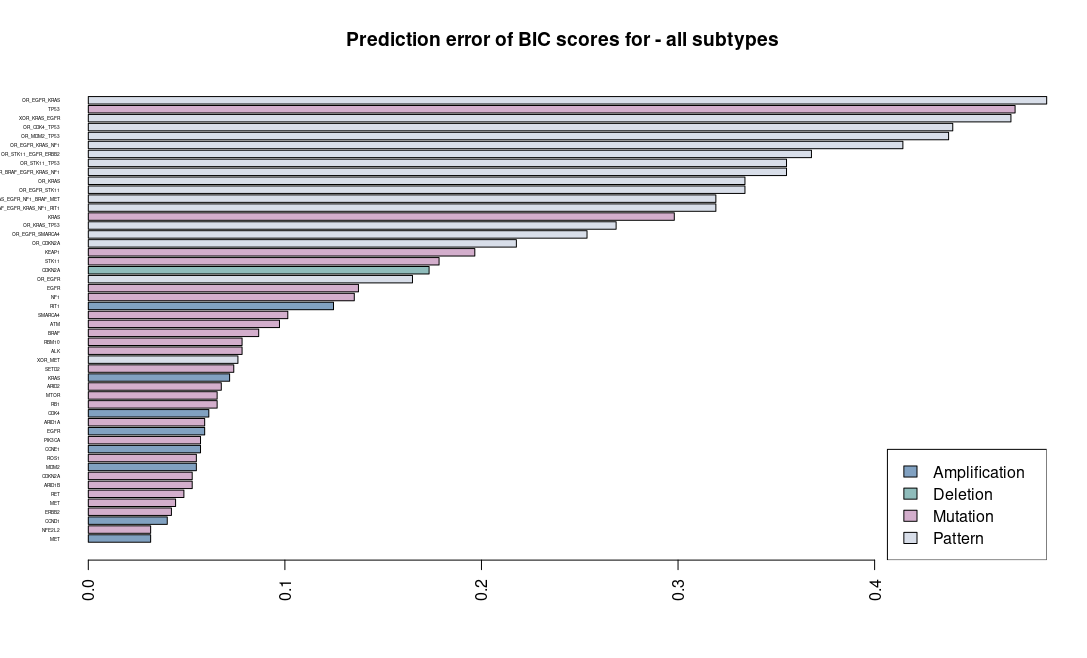 Prediction error of BIC scores for - all subtypes
OR_EGFR_KRAS
TP53
XOR_KRAS_EGFR
OR_CDK4_TP53
OR_MDM2_TP53
OR_EGFR_KRAS_NF1
OR_STK11_EGFR_ERBB2
OR_STK11_TP53
R_BRAF_EGFR_KRAS_NF1
OR_KRAS
OR_EGFR_STK11
AS_EGFR_NF1_BRAF_MET
AF_EGFR_KRAS_NF1_RIT1
KRAS
OR_KRAS_TP53
OR_EGFR_SMARCA4
OR_CDKN2A
KEAP1
STK11
CDKN2A
OR_EGFR
EGFR
NF1
RIT1
SMARCA4
ATM
BRAF
RBM10
ALK
XOR_MET
SETD2
KRAS
ARID2
MTOR
RB1
CDK4
ARID1A
EGFR
PIK3CA
CCNE1
ROS1
MDM2
CDKN2A
ARID1B
RET
MET
ERBB2
CCND1
NFE2L2
MET
Amplification
Deletion
Mutation
Pattern
0.0
0.1
0.2
0.3
0.4